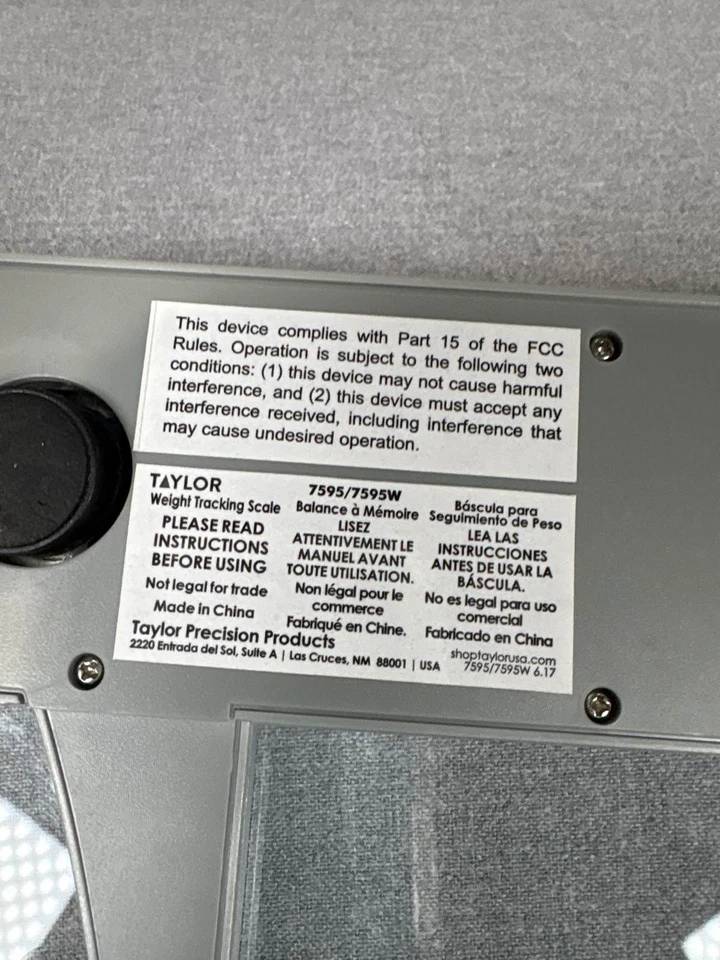 This device complies with Part 15 of the FCC
Rules. Operation is subject to the following two
conditions: (1) this device may not cause harmful
interference, and (2) this device must accept any
interference received, including interference that
may cause undesired operation.
TAYLOR
Weight Tracking Scale
PLEASE READ
INSTRUCTIONS
BEFORE USING
Not legal for trade
Made in China
7595/7595W
Balance à Mémoire
LISEZ
ATTENTIVEMENT LE
MANUEL AVANT
TOUTE UTILISATION.
Non légal pour le
commerce
Fabriqué en Chine.
Báscula para
Seguimiento de Peso
LEA LAS
INSTRUCCIONES
ANTES DE USAR LA
BÁSCULA.
No es legal para uso
comercial
Fabricado en China
Taylor Precision Products
2220 Entrada del Sol, Suite A | Las Cruces, NM 88001 | USA
shoptaylorusa.com
7595/7595W 6.17